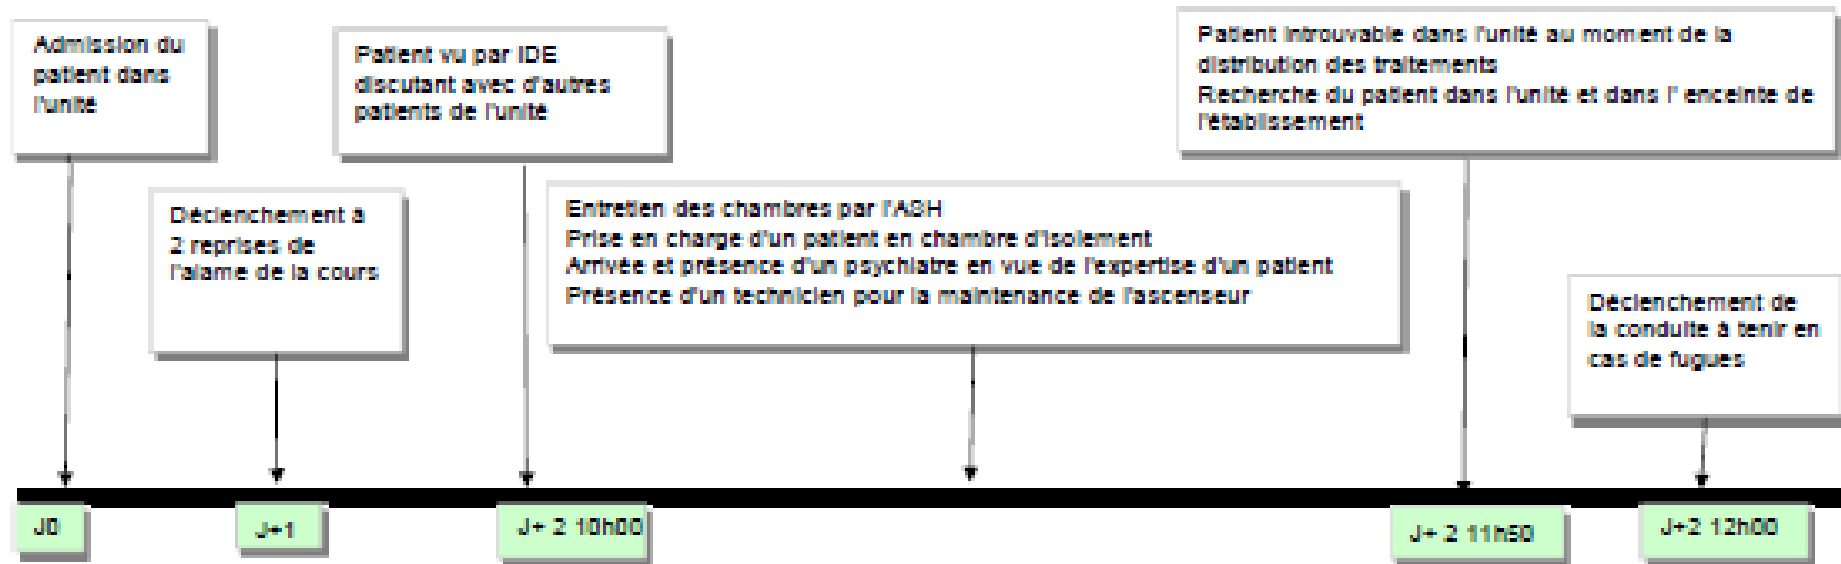 Admission du
patient dans
l'unité
Déclenchement à
2 reprises de
l'alame de la cours
Patient vu par IDE
discutant avec d'autres
patients de l'unité
Entretien des chambres par l'ASH
Prise en charge d'un patient en chambre d'isolement
Arrivée et présence d'un psychiatre en vue de l'expertise d'un patient
Présence d'un technicien pour la maintenance de l'ascenseur
Patient introuvable dans l'unité au moment de la
distribution des traitements
Recherche du patient dans l'unité et dans l' enceinte de
l'établissement
Déclenchement de
la conduite à tenir en
cas de fugues
J0
J+1
J+ 2 10h00
J+ 2 11h50
J+2 12h00